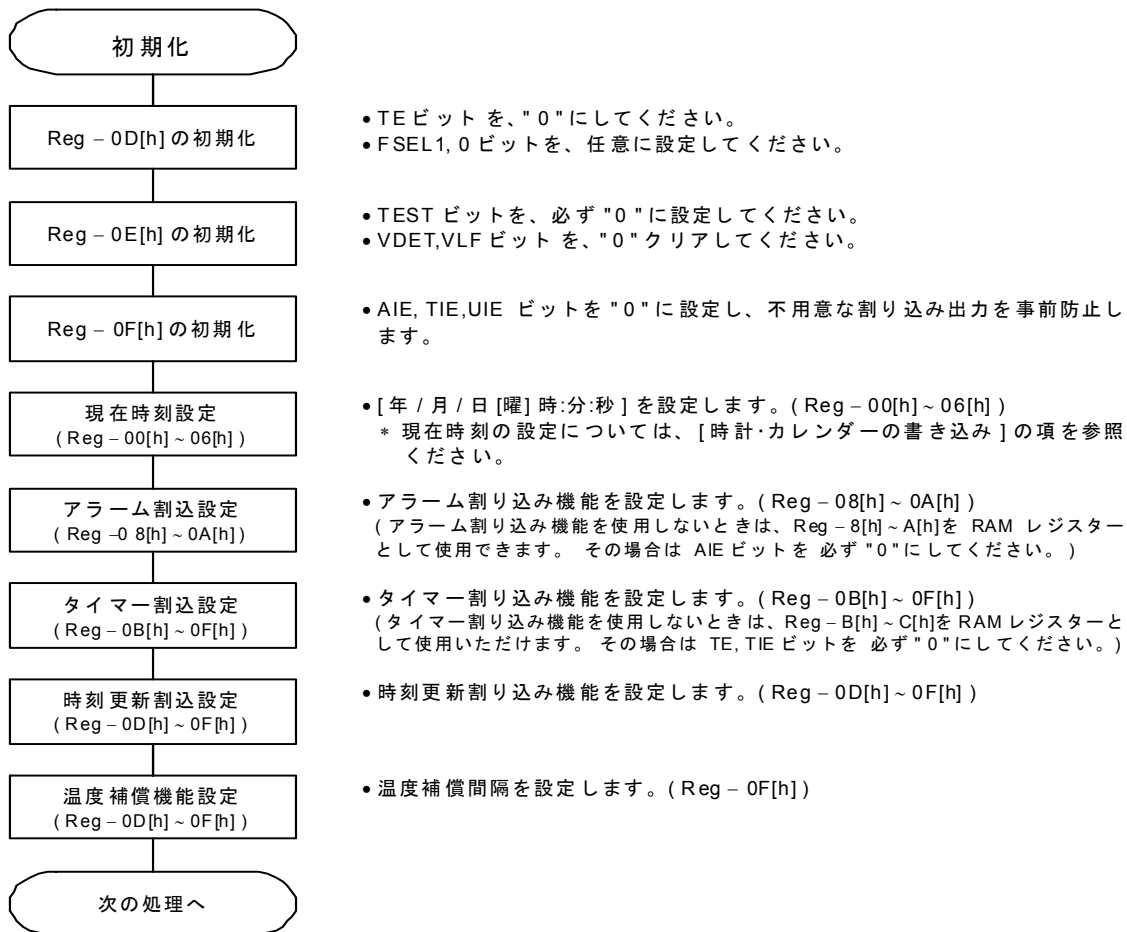 初期化
Reg – 0D[h] の初期化
• TE ビット を、"0"にしてください。
• FSEL1, 0 ビットを、任意に設定してください。
Reg – 0E[h] の初期化
• TEST ビットを、必ず "0"に設定してください。
• VDET,VLF ビット を、"0"クリアしてください。
Reg – 0F[h] の初期化
• AIE, TIE,UIE ビットを "0"に設定し、不用意な割り込み出力を事前防止し
ます。
現在時刻設定
( Reg – 00[h] ~ 06[h] )
• [ 年 / 月 / 日 [曜] 時:分:秒 ] を設定します。( Reg – 00[h] ~ 06[h] )
* 現在時刻の設定については、[ 時計･カレンダーの書き込み ] の項を参照
ください。
アラーム割込設定
( Reg –0 8[h] ~ 0A[h] )
• アラーム割り込み機能を設定します。( Reg – 08[h] ~ 0A[h] )
( アラーム割り込み機能を使用しないときは、Reg – 8[h] ~ A[h]を RAM レジスター
として使用できます。 その場合は AIE ビットを 必ず "0"にしてください。 )
タイマー割込設定
( Reg – 0B[h] ~ 0F[h] )
• タイマー割り込み機能を設定します。( Reg – 0B[h] ~ 0F[h] )
( タイマー割り込み機能を使用しないときは、Reg – B[h] ~ C[h]を RAM レジスターと
して使用いただけます。 その場合は TE, TIE ビットを 必ず "0"にしてください。)
時刻更新割込設定
( Reg – 0D[h] ~ 0F[h] )
• 時刻更新割り込み機能を設定します。( Reg – 0D[h] ~ 0F[h] )
温度補償機能設定
( Reg – 0D[h] ~ 0F[h] )
• 温度補償間隔を設定します。( Reg – 0F[h] )
次の処理へ